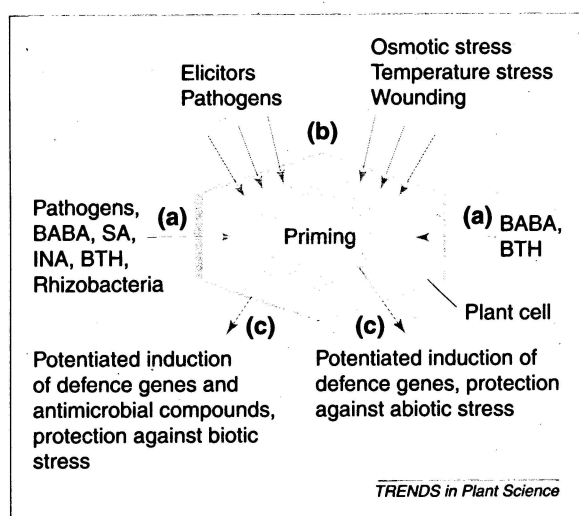 Elicitors
Pathogens
Osmotic stress
Temperature stress
Wounding
(b)
Pathogens,
BABA, SA,
INA, BTH,
Rhizobacteria
(a)
Priming
(a)
BABA,
BTH
Plant cell
(c)
(c)
Potentiated induction
of defence genes and
antimicrobial compounds,
protection against biotic
stress
Potentiated induction of
defence genes, protection
against abiotic stress
TRENDS in Plant Science